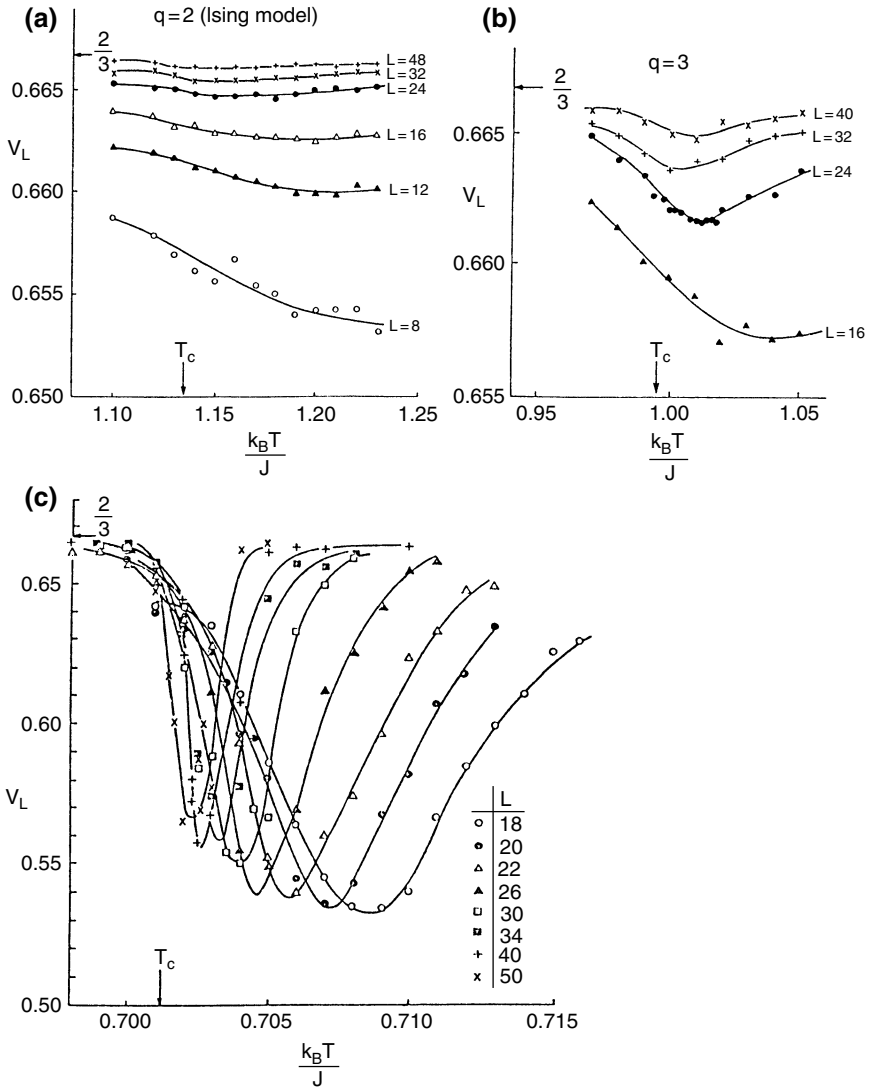 (a)
q=2 (Ising model)
2
3
L=48
L=32
L=24
L=16
L=12
L=8
0.665
V_L
0.660
0.655
0.650
T_c
1.10
1.15
1.20
1.25
k_BT
J
(b)
q=3
2
3
L=40
L=32
L=24
L=16
0.665
V_L
0.660
0.655
T_c
0.95
1.00
1.05
k_BT
J
(c)
2
3
0.65
0.60
V_L
0.55
0.50
T_c
L
18
20
22
26
30
34
40
50
0.700
0.705
0.710
0.715
k_BT
J